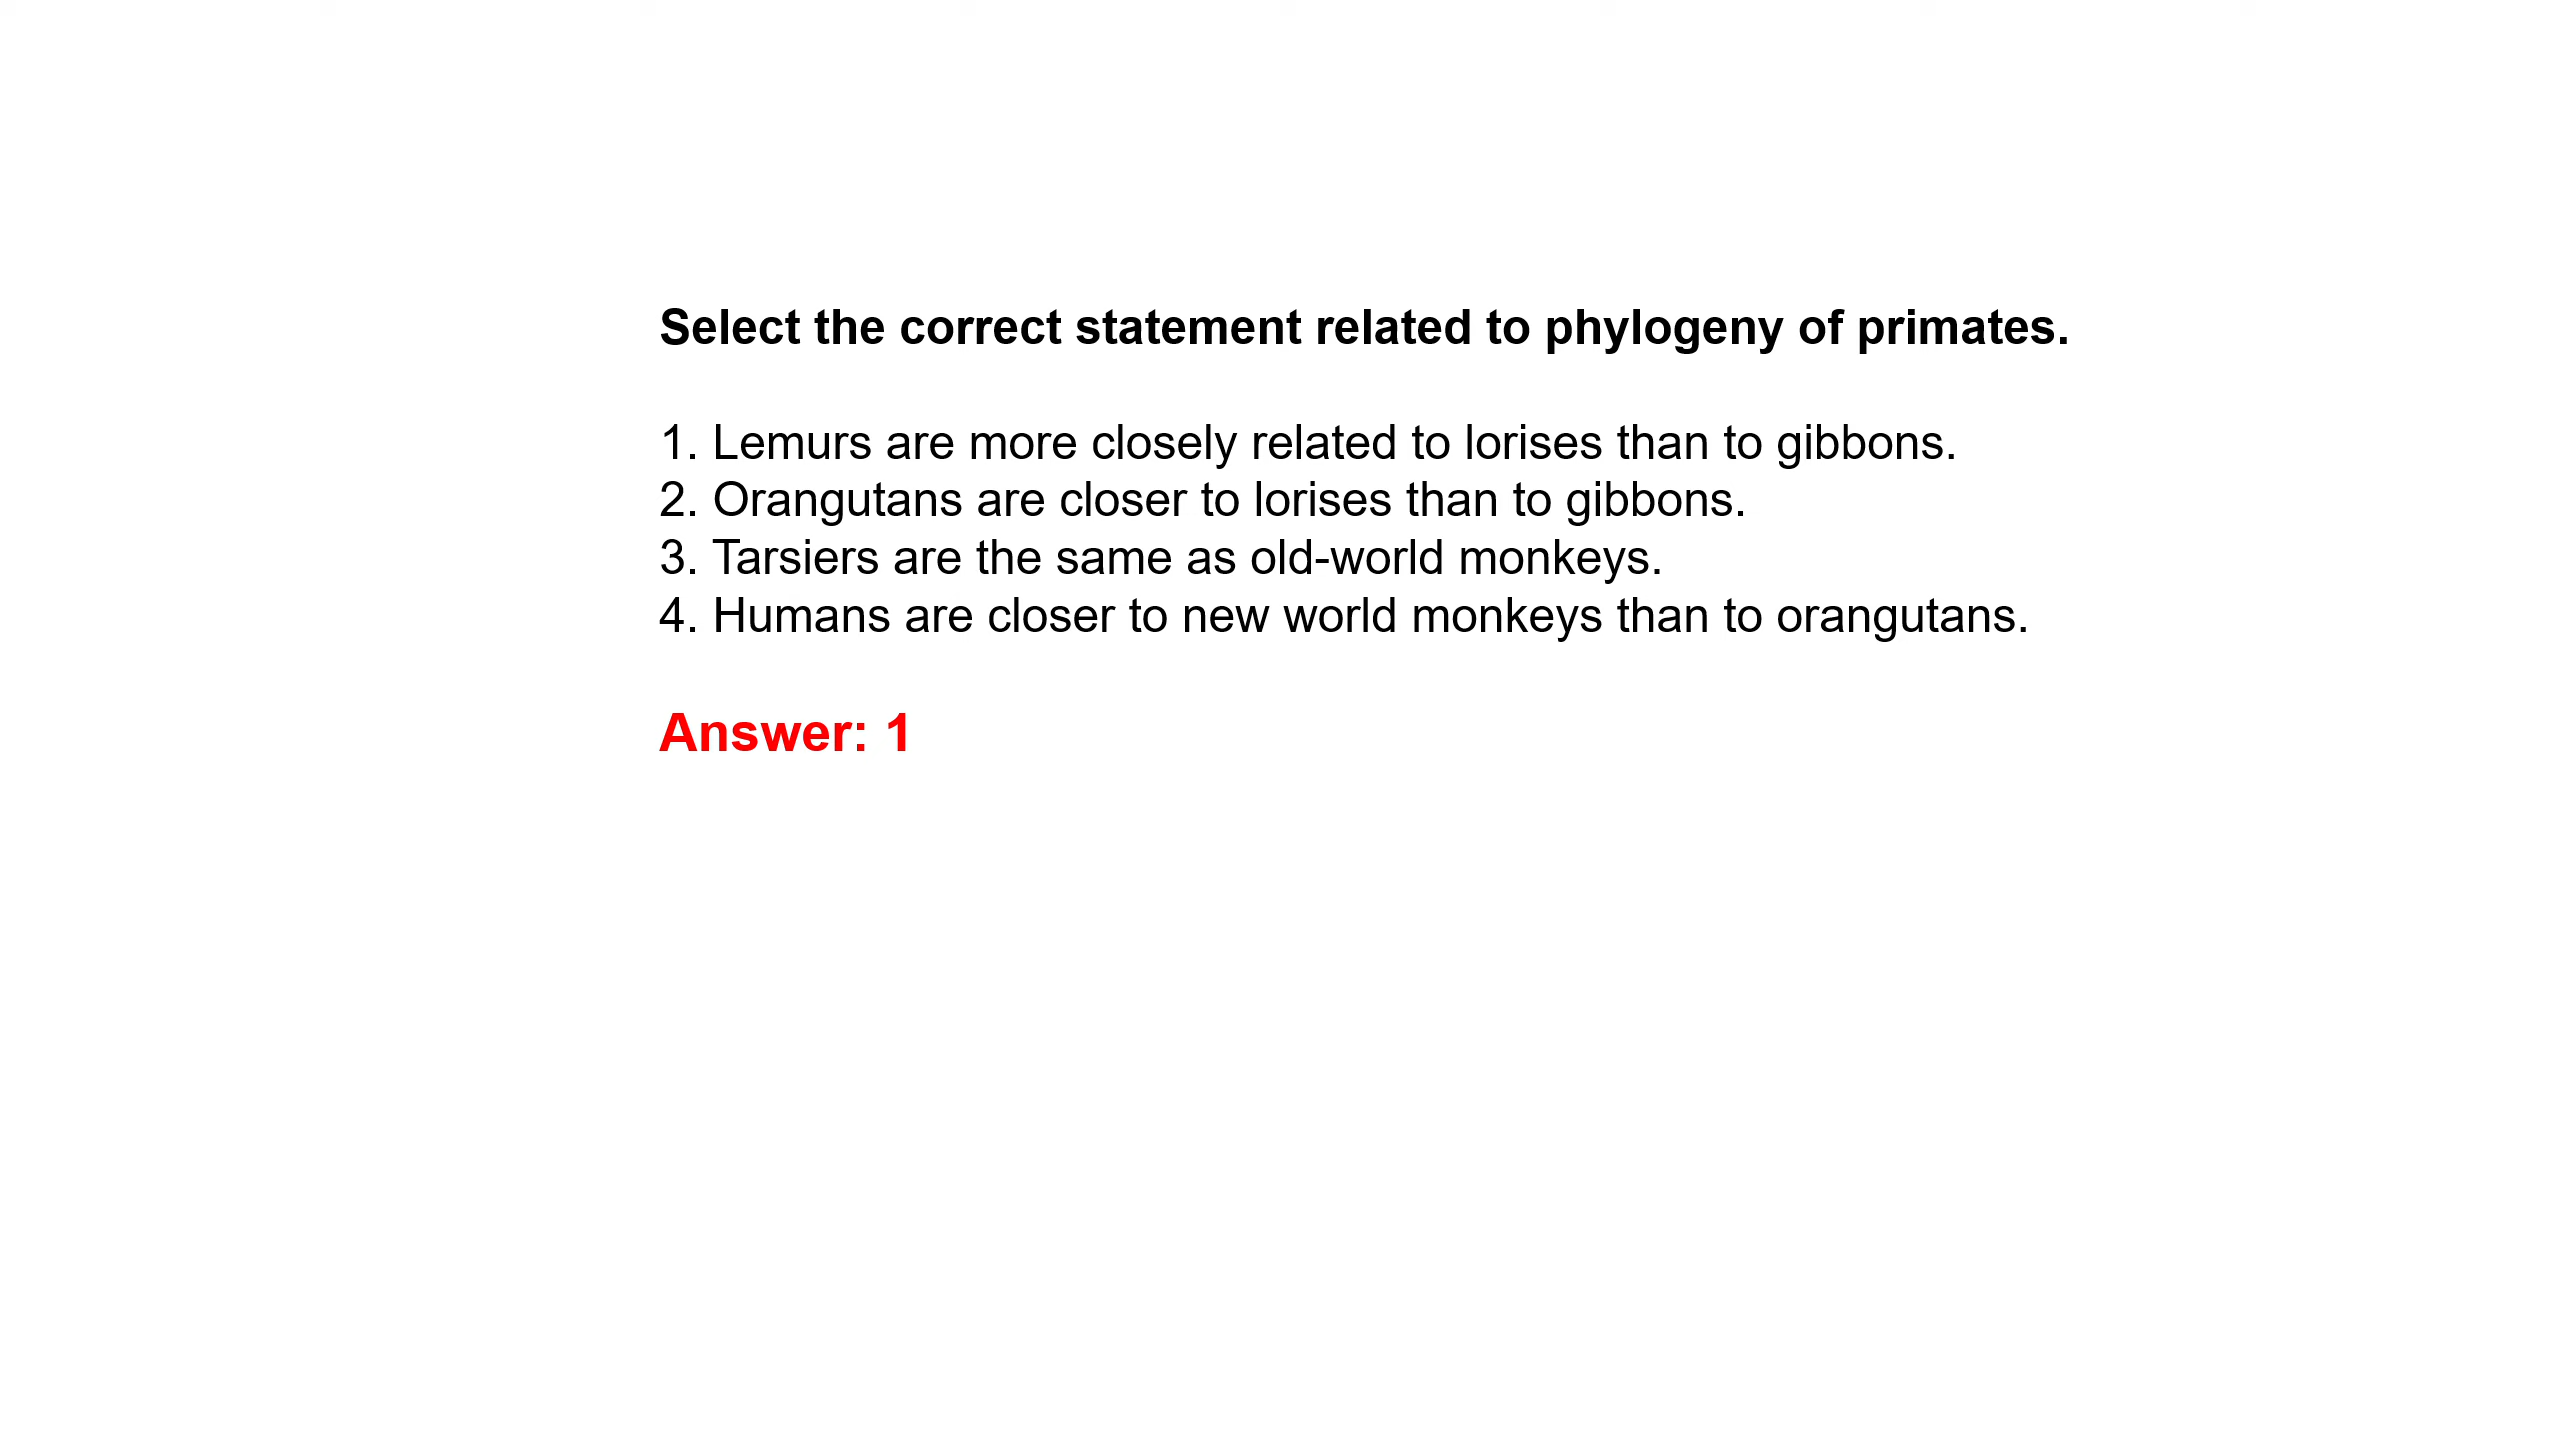 Select the correct statement related to phylogeny of primates.
1. Lemurs are more closely related to lorises than to gibbons.
2. Orangutans are closer to lorises than to gibbons.
3. Tarsiers are the same as old-world monkeys.
4. Humans are closer to new world monkeys than to orangutans.
Answer: 1